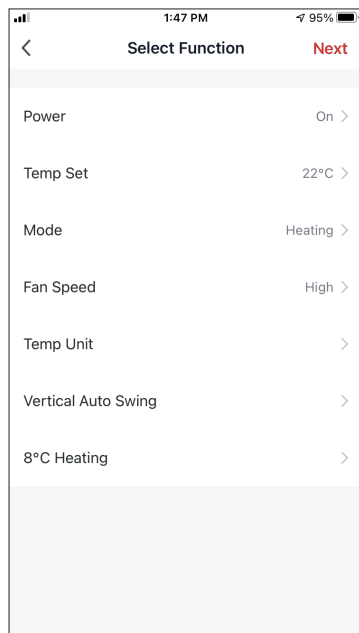 1:47 PM 95%
Select Function Next
Power On
Temp Set 22°C
Mode Heating
Fan Speed High
Temp Unit
Vertical Auto Swing
8°C Heating